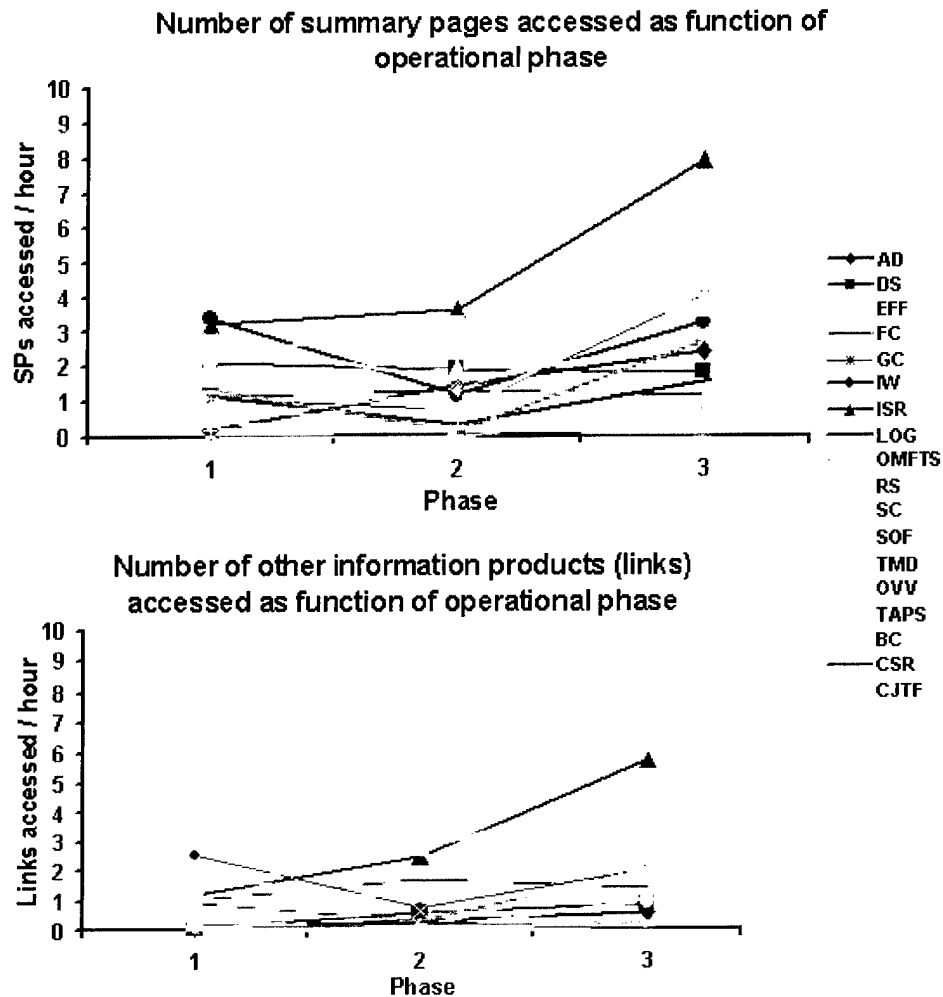 Number of summary pages accessed as function of
operational phase
10
9
8
7
6
5
4
3
2
1
0
SPs accessed / hour
1 2 3
Phase
AD
DS
EFF
FC
GC
IW
ISR
LOG
OMFTS
RS
SC
SOF
TMD
OVV
TAPS
BC
CSR
CJTF
Number of other information products (links)
accessed as function of operational phase
10
9
8
7
6
5
4
3
2
1
0
Links accessed / hour
1 2 3
Phase